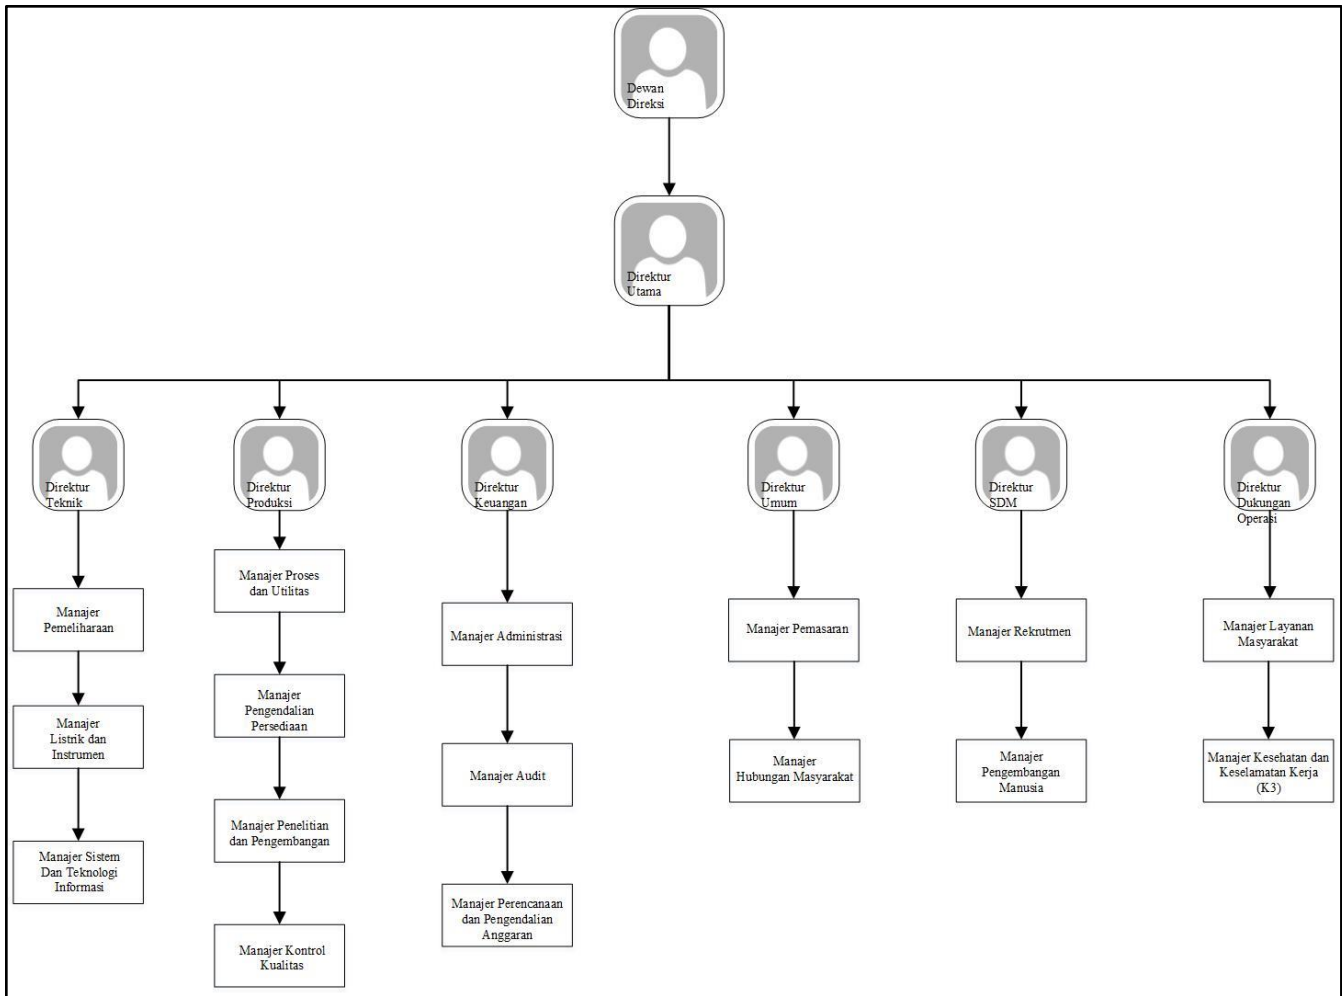 Dewan
Direksi
Direktur
Utama
Direktur
Teknik
Direktur
Produksi
Direktur
Keuangan
Direktur
Umum
Direktur
SDM
Direktur
Dukungan
Operasi
Manajer
Pemeliharaan
Manajer
Listrik dan
Instrumen
Manajer Sistem
Dan Teknologi
Informasi
Manajer Proses
dan Utilitas
Manajer
Pengendalian
Persediaan
Manajer Penelitian
dan Pengembangan
Manajer Kontrol
Kualitas
Manajer Administrasi
Manajer Audit
Manajer Perencanaan
dan Pengendalian
Anggaran
Manajer Pemasaran
Manajer
Hubungan Masyarakat
Manajer Rekrutmen
Manajer
Pengembangan
Manusia
Manajer Layanan
Masyarakat
Manajer Kesehatan dan
Keselamatan Kerja
(K3)